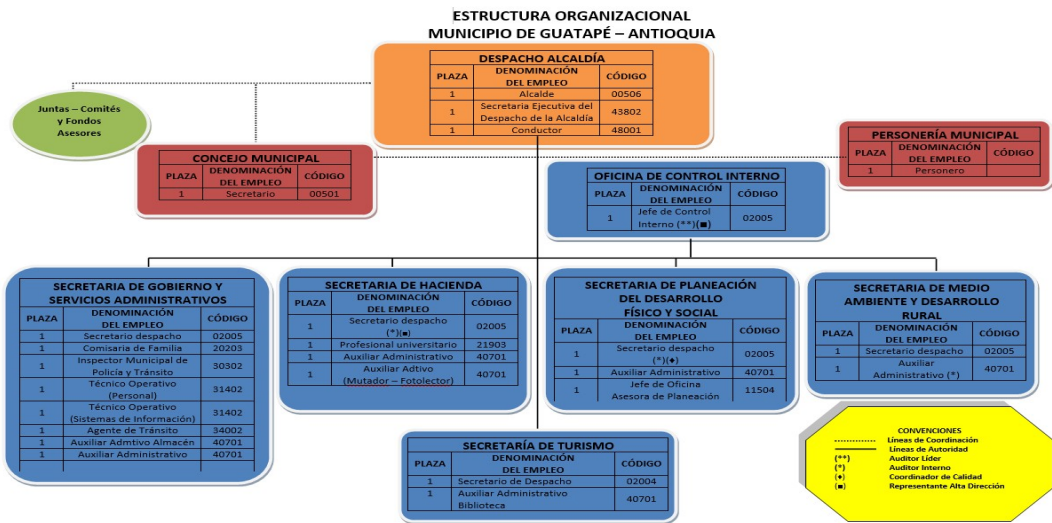 ESTRUCTURA ORGANIZACIONAL
MUNICIPIO DE GUATAPÉ – ANTIOQUIA
DESPACHO ALCALDÍA
PLAZA DENOMINACIÓN DEL EMPLEO CÓDIGO
1 Alcalde 00506
1 Secretaria Ejecutiva del Despacho de la Alcaldía 43802
1 Conductor 48001
Juntas – Comités
y Fondos
Asesores
CONCEJO MUNICIPAL
PLAZA DENOMINACIÓN DEL EMPLEO CÓDIGO
1 Secretario 00501
PERSONERÍA MUNICIPAL
PLAZA DENOMINACIÓN DEL EMPLEO CÓDIGO
1 Personero
OFICINA DE CONTROL INTERNO
PLAZA DENOMINACIÓN DEL EMPLEO CÓDIGO
1 Jefe de Control Interno (**)(■) 02005
SECRETARIA DE GOBIERNO Y
SERVICIOS ADMINISTRATIVOS
PLAZA DENOMINACIÓN DEL EMPLEO CÓDIGO
1 Secretario despacho 02005
1 Comisaria de Familia 20203
1 Inspector Municipal de Policía y Tránsito 30302
1 Técnico Operativo (Personal) 31402
1 Técnico Operativo (Sistemas de Información) 31402
1 Agente de Tránsito 34002
1 Auxiliar Admtivo Almacén 40701
1 Auxiliar Administrativo 40701
SECRETARIA DE HACIENDA
PLAZA DENOMINACIÓN DEL EMPLEO CÓDIGO
1 Secretario despacho (*)(■) 02005
1 Profesional universitario 21903
1 Auxiliar Administrativo 40701
1 Auxiliar Adtivo (Mutador – Fotolector) 40701
SECRETARIA DE PLANEACIÓN
DEL DESARROLLO
FÍSICO Y SOCIAL
PLAZA DENOMINACIÓN DEL EMPLEO CÓDIGO
1 Secretario despacho (*)(♦) 02005
1 Auxiliar Administrativo 40701
1 Jefe de Oficina Asesora de Planeación 11504
SECRETARIA DE MEDIO
AMBIENTE Y DESARROLLO
RURAL
PLAZA DENOMINACIÓN DEL EMPLEO CÓDIGO
1 Secretario despacho 02005
1 Auxiliar Administrativo (*) 40701
SECRETARÍA DE TURISMO
PLAZA DENOMINACIÓN DEL EMPLEO CÓDIGO
1 Secretario de Despacho 02004
1 Auxiliar Administrativo Biblioteca 40701
CONVENCIONES
Líneas de Coordinación
Líneas de Autoridad
(**) Auditor Líder
(*) Auditor Interno
(♦) Coordinador de Calidad
(■) Representante Alta Dirección